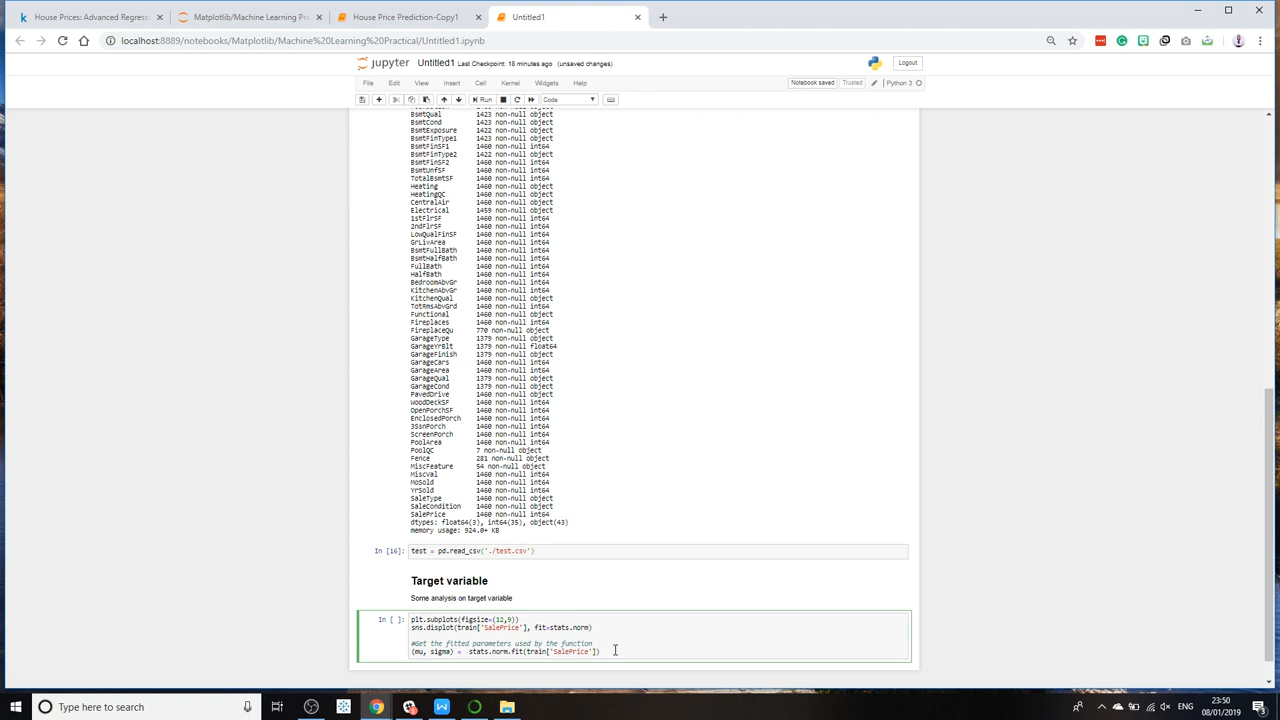 House Prices: Advanced Regress
Matplotlib/Machine Learning Pra
House Price Prediction-Copy1
Untitled1
localhost:8889/notebooks/Matplotlib/Machine%20Learning%20Practical/Untitled1.ipynb
jupyter Untitled1 Last Checkpoint: 18 minutes ago (unsaved changes)
Logout
File Edit View Insert Cell Kernel Widgets Help
Notebook saved Trusted Python 3
Run Code
BsmtQual 1423 non-null object
BsmtCond 1423 non-null object
BsmtExposure 1422 non-null object
BsmtFinType1 1423 non-null object
BsmtFinSF1 1460 non-null int64
BsmtFinType2 1422 non-null object
BsmtFinSF2 1460 non-null int64
BsmtUnfSF 1460 non-null int64
TotalBsmtSF 1460 non-null int64
Heating 1460 non-null object
HeatingQC 1460 non-null object
CentralAir 1460 non-null object
Electrical 1459 non-null object
1stFlrSF 1460 non-null int64
2ndFlrSF 1460 non-null int64
LowQualFinSF 1460 non-null int64
GrLivArea 1460 non-null int64
BsmtFullBath 1460 non-null int64
BsmtHalfBath 1460 non-null int64
FullBath 1460 non-null int64
HalfBath 1460 non-null int64
BedroomAbvGr 1460 non-null int64
KitchenAbvGr 1460 non-null int64
KitchenQual 1460 non-null object
TotRmsAbvGrd 1460 non-null int64
Functional 1460 non-null object
Fireplaces 1460 non-null int64
FireplaceQu 770 non-null object
GarageType 1379 non-null object
GarageYrBlt 1379 non-null float64
GarageFinish 1379 non-null object
GarageCars 1460 non-null int64
GarageArea 1460 non-null int64
GarageQual 1379 non-null object
GarageCond 1379 non-null object
PavedDrive 1460 non-null object
WoodDeckSF 1460 non-null int64
OpenPorchSF 1460 non-null int64
EnclosedPorch 1460 non-null int64
3SsnPorch 1460 non-null int64
ScreenPorch 1460 non-null int64
PoolArea 1460 non-null int64
PoolQC 7 non-null object
Fence 281 non-null object
MiscFeature 54 non-null object
MiscVal 1460 non-null int64
MoSold 1460 non-null int64
YrSold 1460 non-null int64
SaleType 1460 non-null object
SaleCondition 1460 non-null object
SalePrice 1460 non-null int64
dtypes: float64(3), int64(35), object(43)
memory usage: 924.0+ KB
In [16]: test = pd.read_csv('./test.csv')
Target variable
Some analysis on target variable
In [ ]: plt.subplots(figsize=(12,9))
sns.displot(train['SalePrice'], fit=stats.norm)
#Get the fitted parameters used by the function
(mu, sigma) = stats.norm.fit(train['SalePrice'])
Type here to search
ENG
23:50
08/01/2019
3